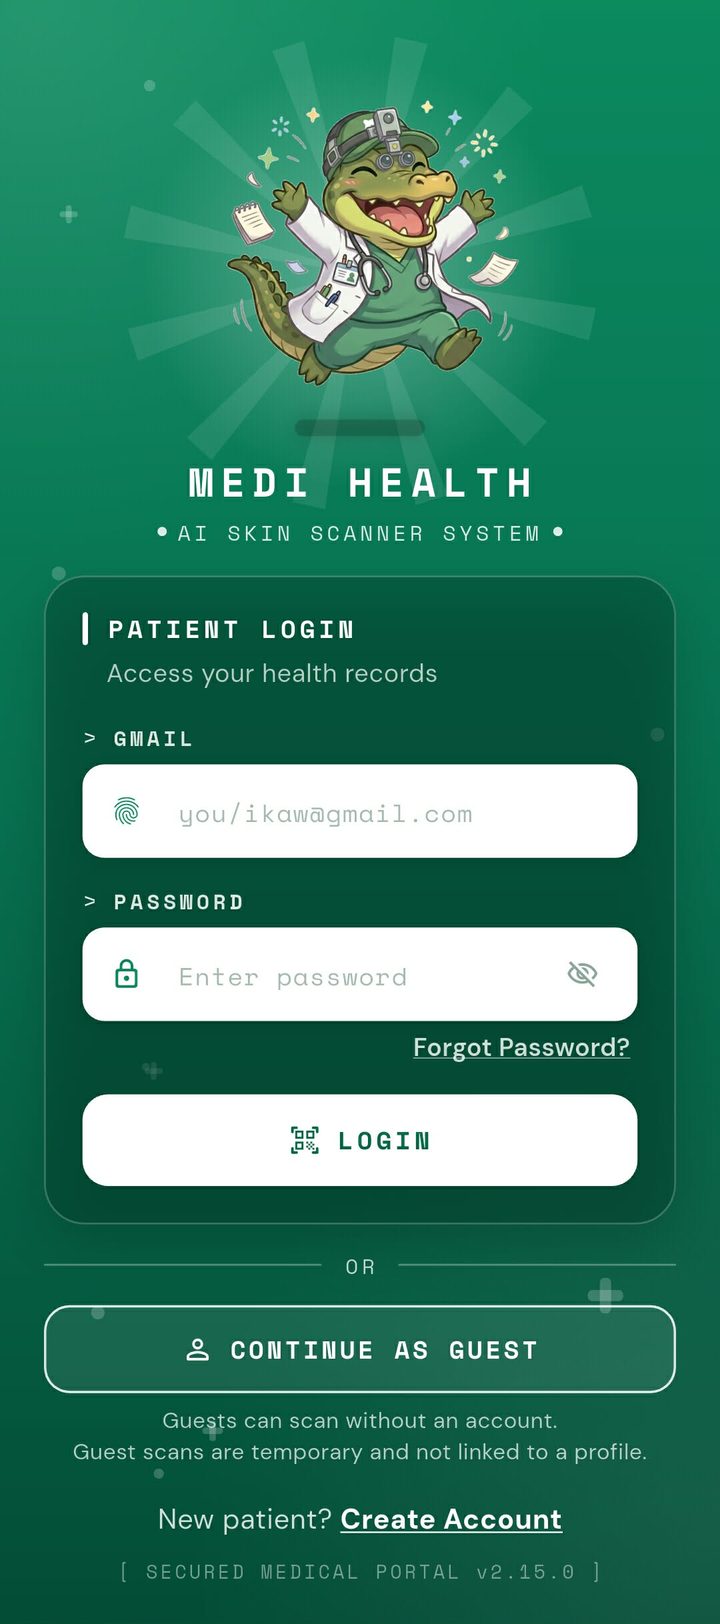 MEDI HEALTH
• AI SKIN SCANNER SYSTEM •
PATIENT LOGIN
Access your health records
> GMAIL
you/ikaw@gmail.com
> PASSWORD
Enter password
Forgot Password?
LOGIN
OR
CONTINUE AS GUEST
Guests can scan without an account.
Guest scans are temporary and not linked to a profile.
New patient? Create Account
[ SECURED MEDICAL PORTAL v2.15.0 ]